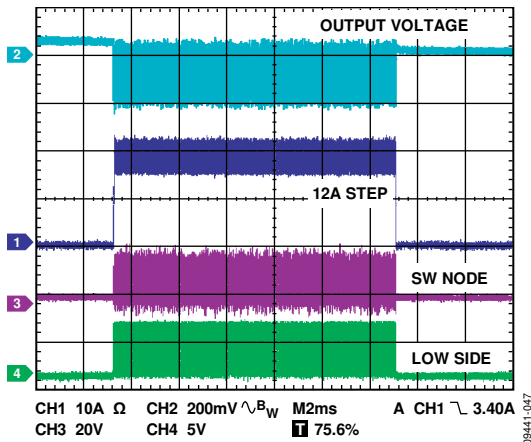 OUTPUT VOLTAGE
2
12A STEP
1
SW NODE
3
LOW SIDE
4
CH1 10A Ω CH2 200mV ∿BW M2ms A CH1 ╲ 3.40A
CH3 20V CH4 5V T 75.6%
09441-047